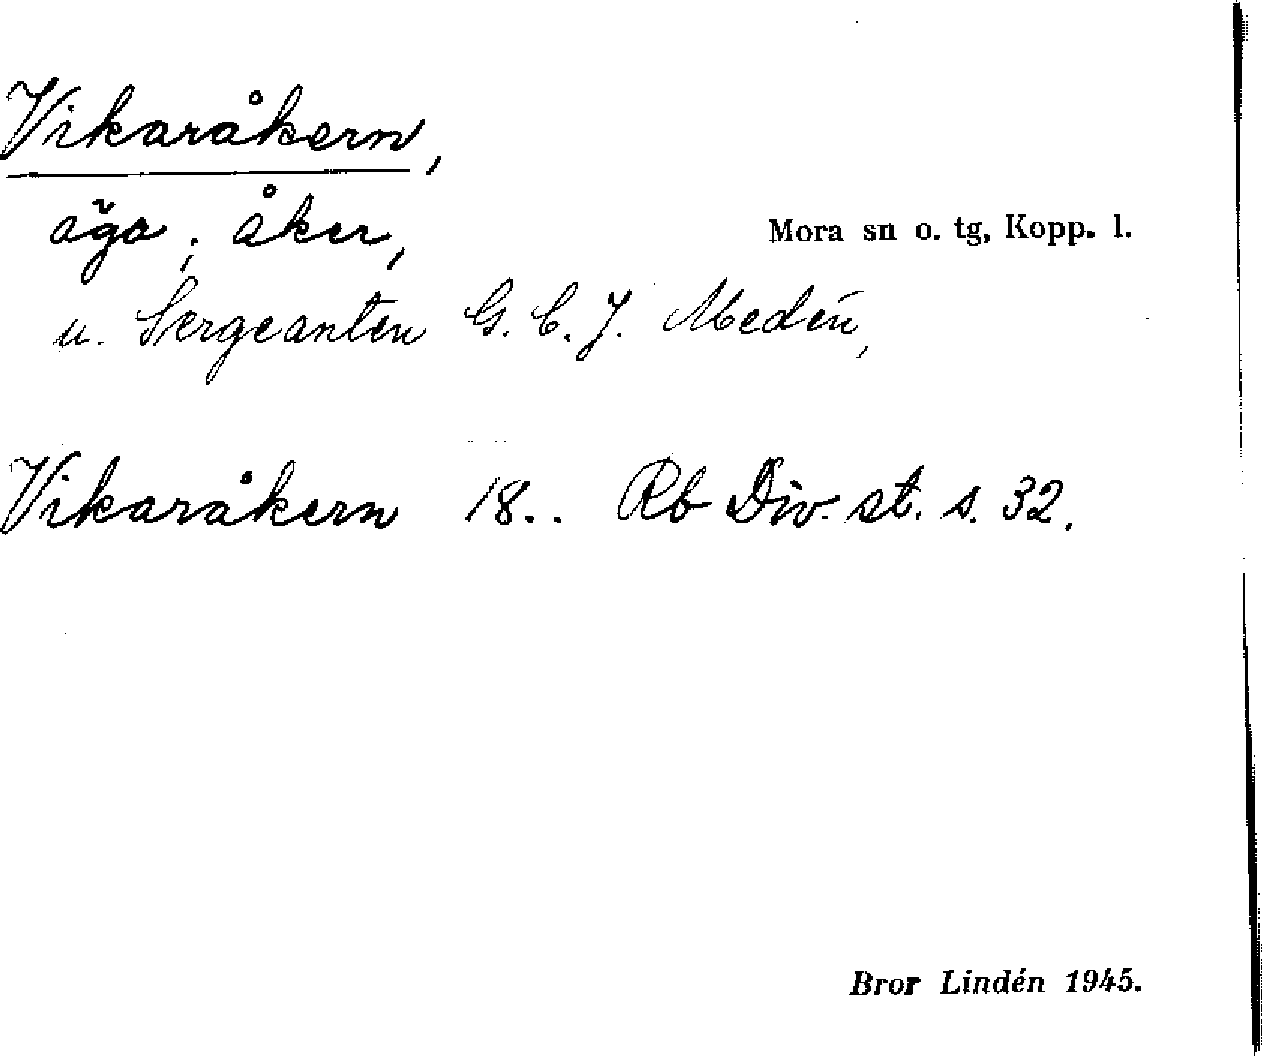 Vikaråkern,
äga; åker,
Mora sn o. tg, Kopp. l.
u. Sergeanten G. C. J. Medén,
Vikaråkern 18.. Rb Div. st. s. 32.
Bror Lindén 1945.